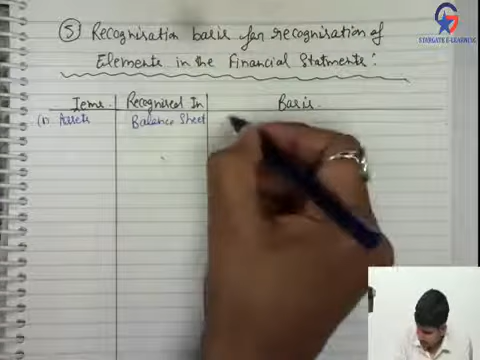 STARGATE E-LEARNING
(5) Recognisation basis for recognisation of
Elements in the Financial Statments:
Items. Recognised In Basis.
(1) Assets Balance Sheet